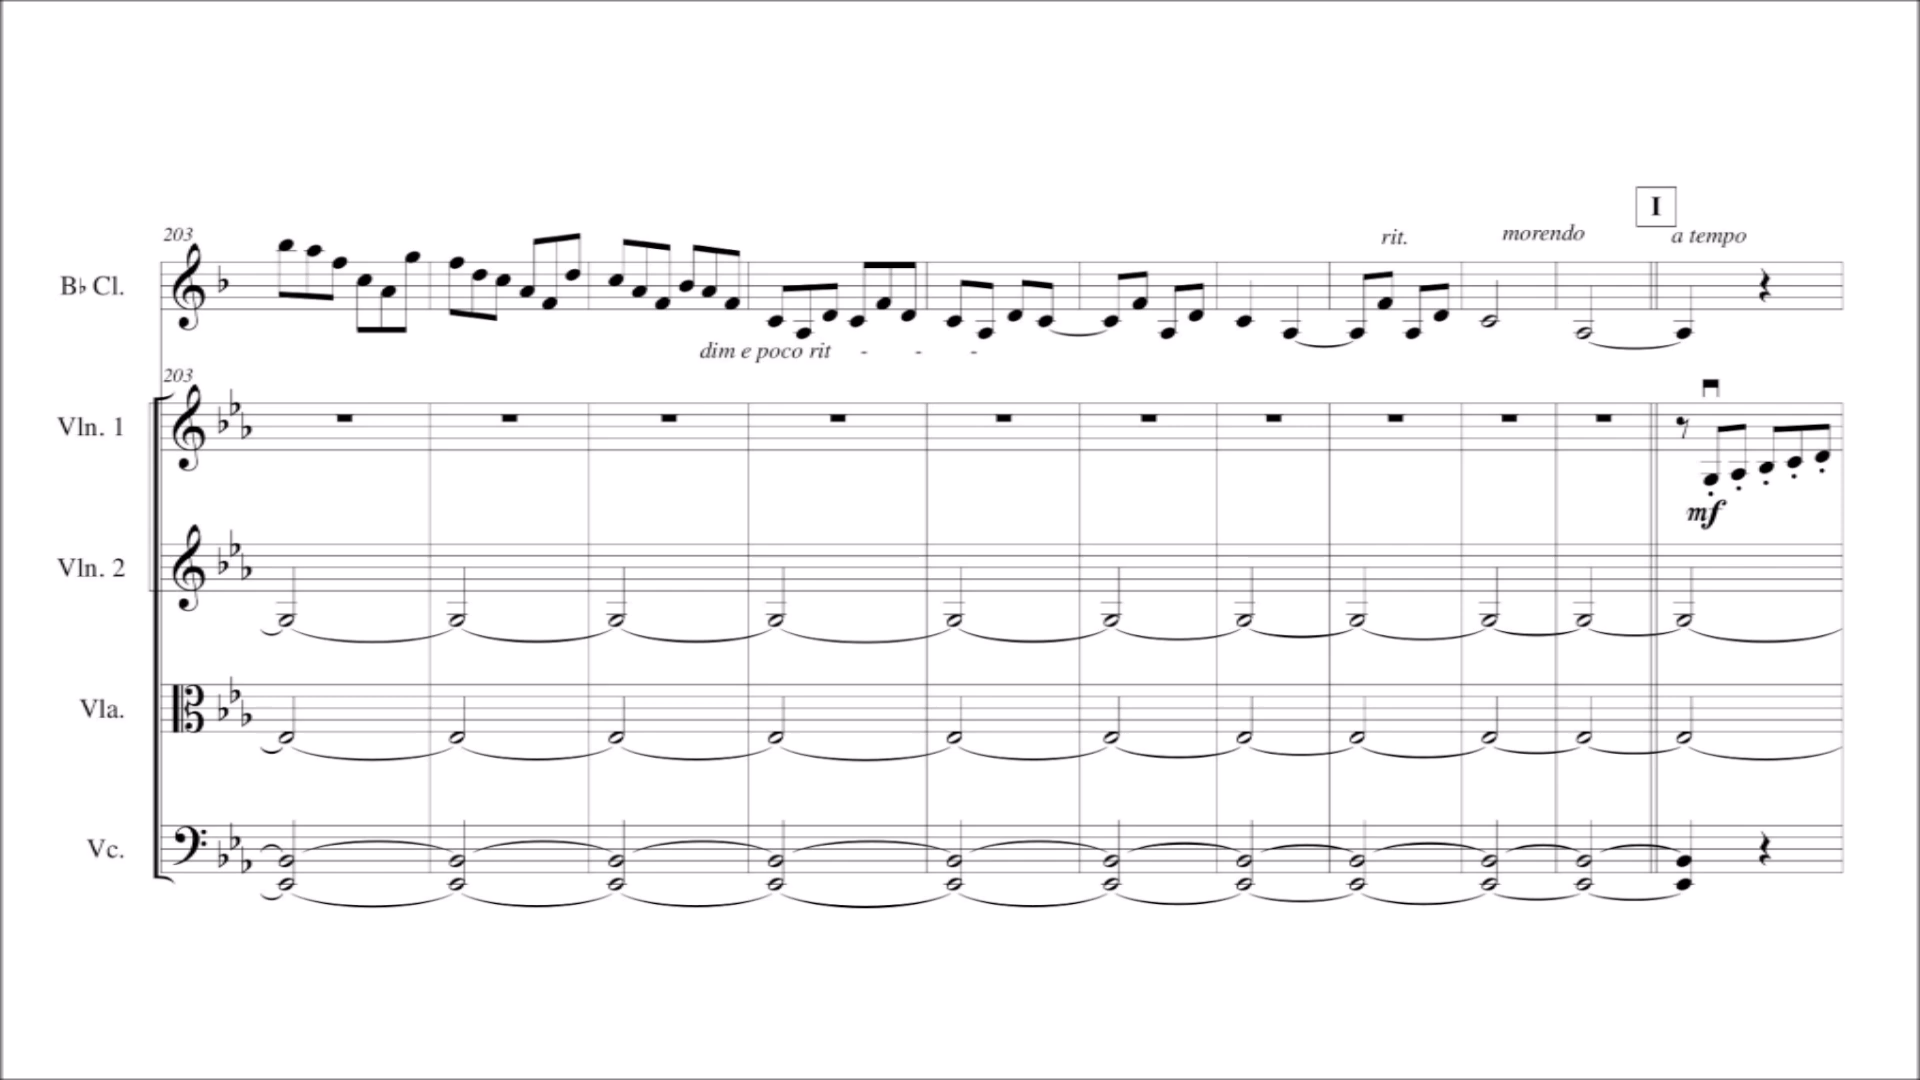 I
203
rit.
morendo
a tempo
B♭ Cl.
dim e poco rit - - -
203
Vln. 1
mf
Vln. 2
Vla.
Vc.